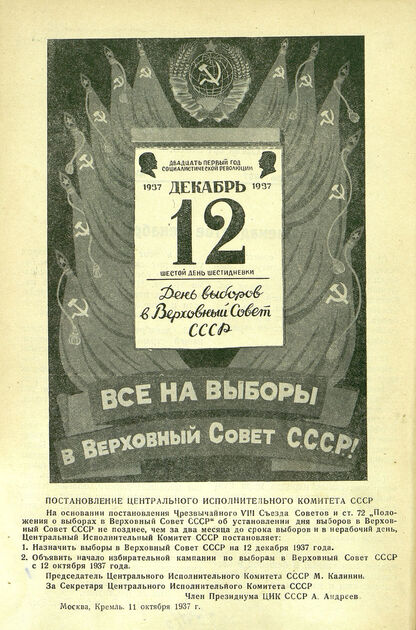 ДВАДЦАТЬ ПЕРВЫЙ ГОД
СОЦИАЛИСТИЧЕСКОЙ РЕВОЛЮЦИИ
1937 ДЕКАБРЬ 1937
12
ШЕСТОЙ ДЕНЬ ШЕСТИДНЕВКИ
День выборов
в Верховный Совет
СССР
ВСЕ НА ВЫБОРЫ
В ВЕРХОВНЫЙ СОВЕТ С.С.С.Р.!
ПОСТАНОВЛЕНИЕ ЦЕНТРАЛЬНОГО ИСПОЛНИТЕЛЬНОГО КОМИТЕТА СССР
На основании постановления Чрезвычайного VIII Съезда Советов и ст. 72 „Поло-
жения о выборах в Верховный Совет СССР" об установлении дня выборов в Верхов-
ный Совет СССР не позднее, чем за два месяца до срока выборов и в нерабочий день,
Центральный Исполнительный Комитет СССР постановляет:
1. Назначить выборы в Верховный Совет СССР на 12 декабря 1937 года.
2. Объявить начало избирательной кампании по выборам в Верховный Совет СССР
с 12 октября 1937 года.
Председатель Центрального Исполнительного Комитета СССР М. Калинин.
За Секретаря Центрального Исполнительного Комитета СССР
Член Президиума ЦИК СССР А. Андреев.
Москва, Кремль. 11 октября 1937 г.